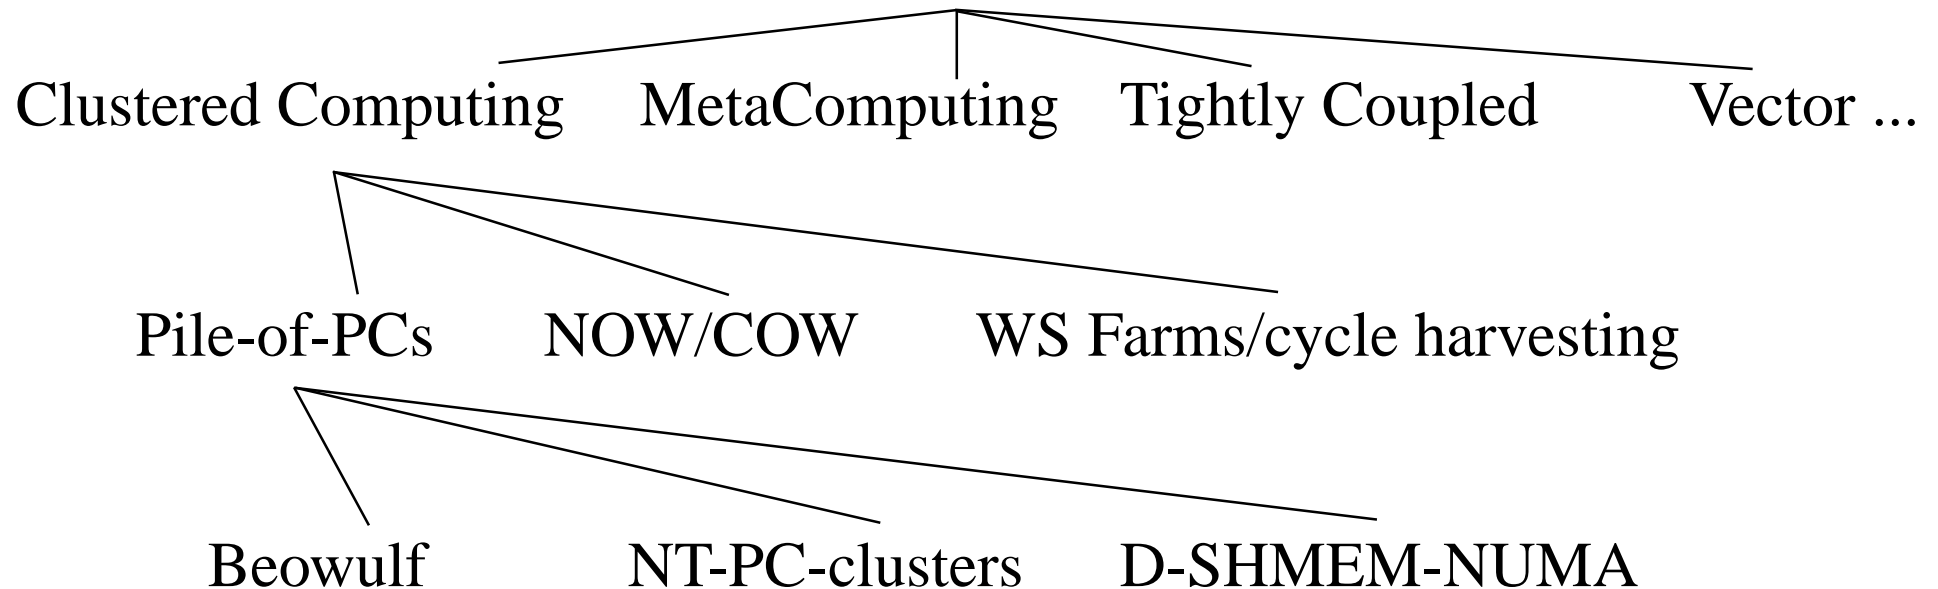 Clustered Computing MetaComputing Tightly Coupled Vector ...
Pile-of-PCs NOW/COW WS Farms/cycle harvesting
Beowulf NT-PC-clusters D-SHMEM-NUMA